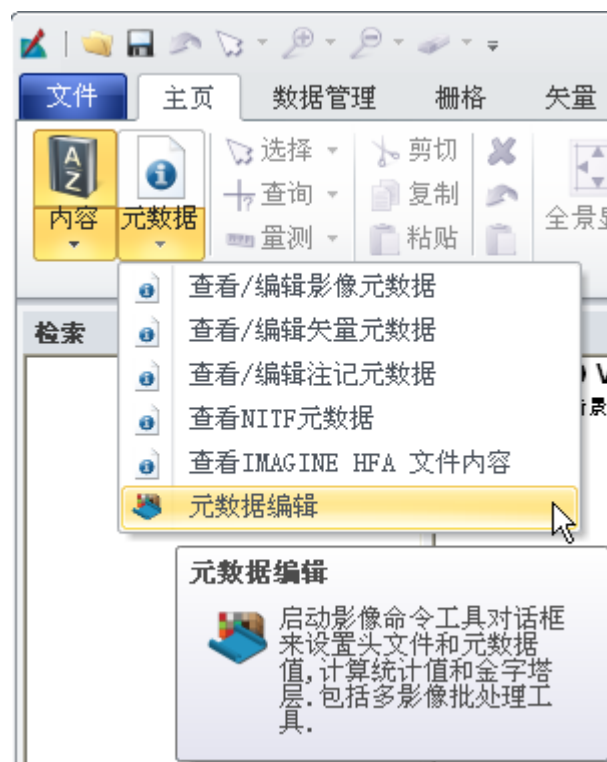 文件 主页 数据管理 栅格 矢量
A
Z
内容 元数据
选择 剪切
查询 复制
量测 粘贴
全景
查看/编辑影像元数据
检索
查看/编辑矢量元数据
查看/编辑注记元数据
查看NITF元数据
查看IMAGINE HFA 文件内容
元数据编辑
元数据编辑
启动影像命令工具对话框
来设置头文件和元数据
值,计算统计值和金字塔
层.包括多影像批处理工
具.